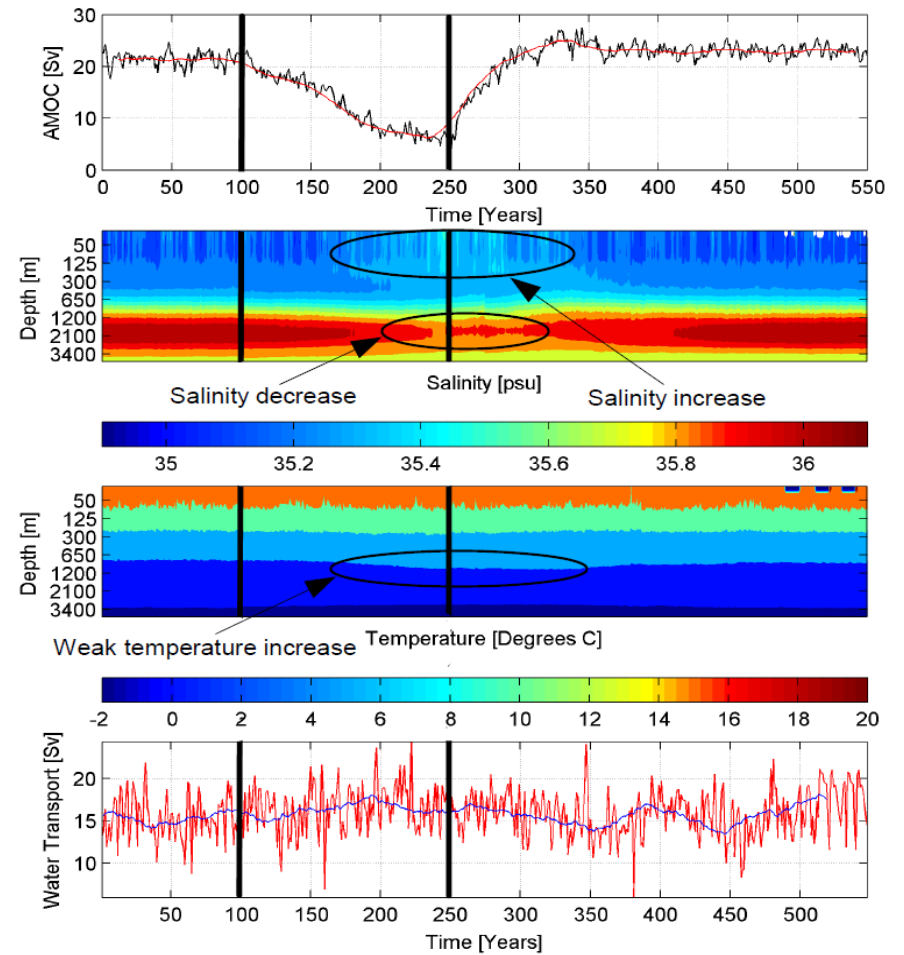 30
20
10
0
AMOC [Sv]
0 50 100 150 200 250 300 350 400 450 500 550
Time [Years]
50
125
300
650
1200
2100
3400
Depth [m]
Salinity decrease
Salinity [psu]
Salinity increase
35 35.2 35.4 35.6 35.8 36
50
125
300
650
1200
2100
3400
Depth [m]
Weak temperature increase
Temperature [Degrees C]
-2 0 2 4 6 8 10 12 14 16 18 20
20
15
10
Water Transport [Sv]
50 100 150 200 250 300 350 400 450 500
Time [Years]